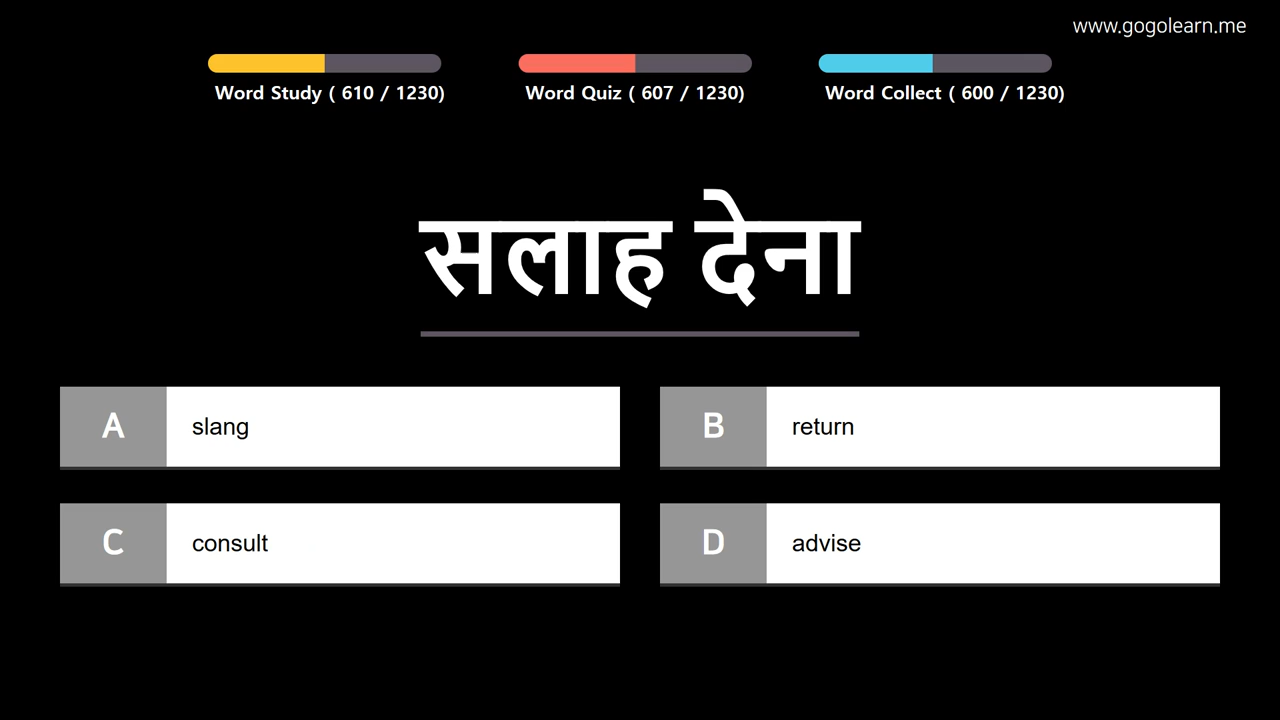 www.gogolearn.me
Word Study ( 610 / 1230)
Word Quiz ( 607 / 1230)
Word Collect ( 600 / 1230)
सलाह देना
A slang
B return
C consult
D advise